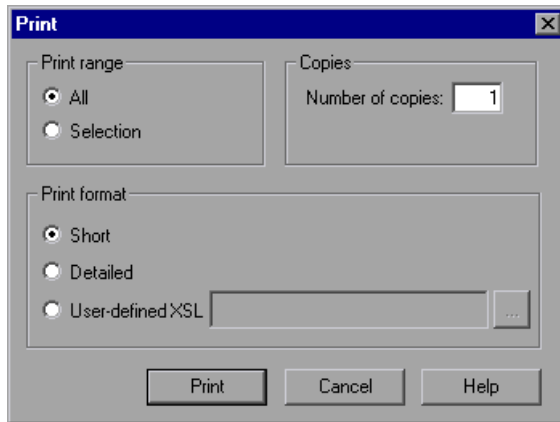 Print
Print range
All
Selection
Copies
Number of copies: 1
Print format
Short
Detailed
User-defined XSL ...
Print Cancel Help